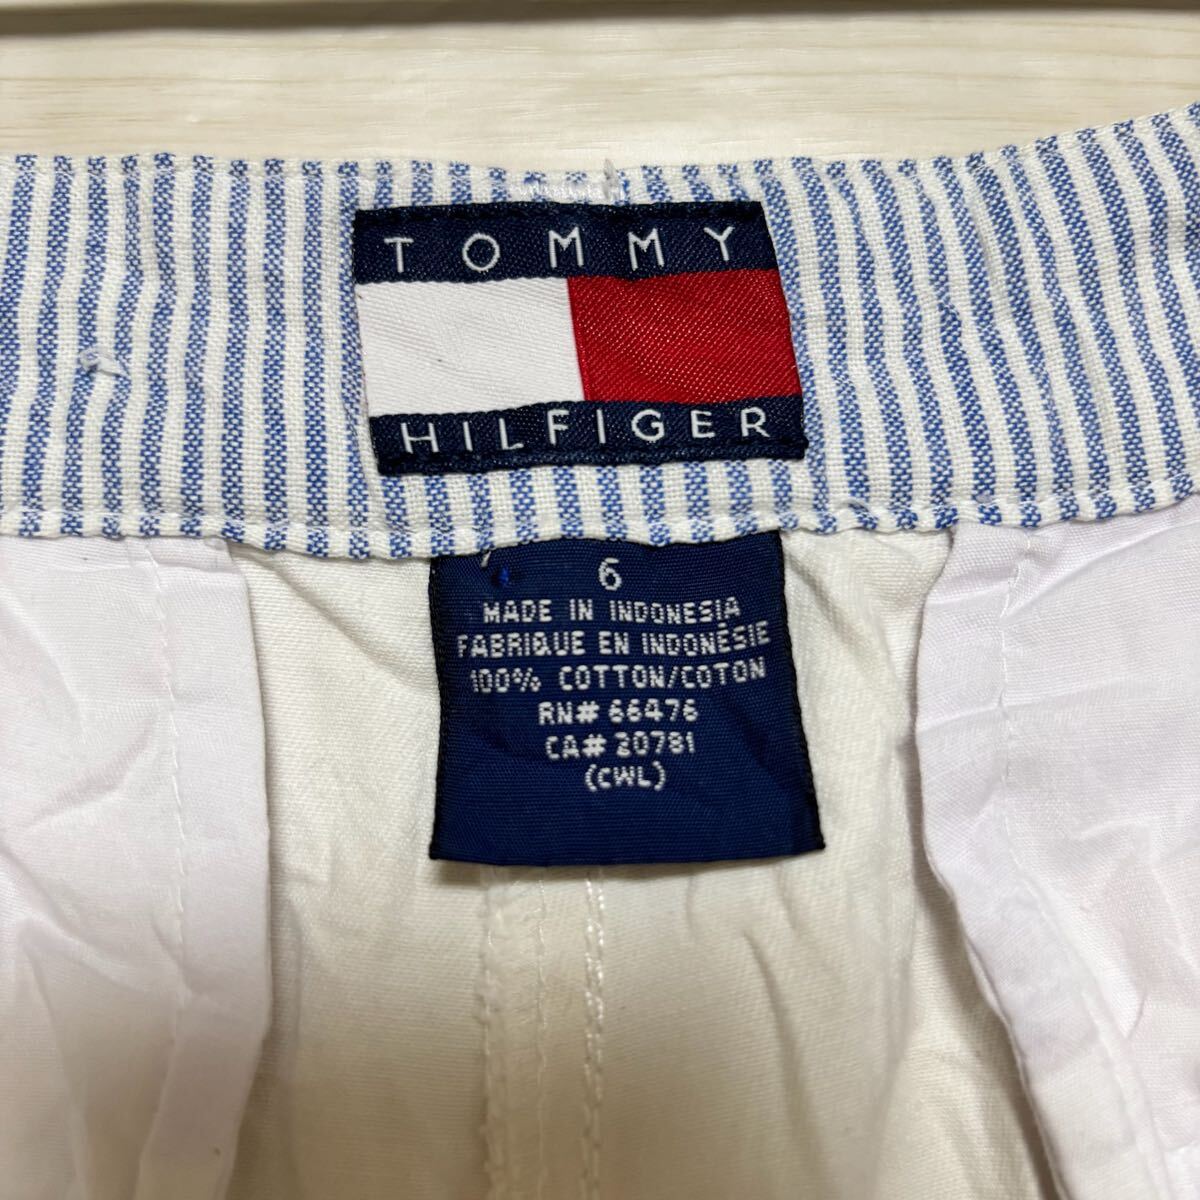 TOMMY
HILFIGER
6
MADE IN INDONESIA
FABRIQUE EN INDONÉSIE
100% COTTON/COTON
RN# 66476
CA# 20781
(CWL)